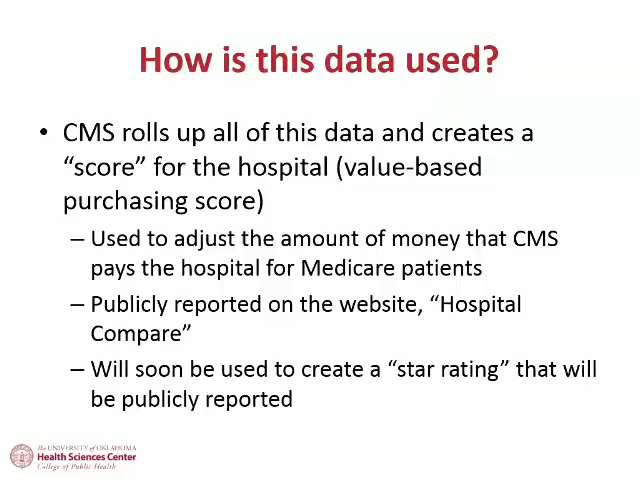 How is this data used?
• CMS rolls up all of this data and creates a
“score” for the hospital (value-based
purchasing score)
– Used to adjust the amount of money that CMS
pays the hospital for Medicare patients
– Publicly reported on the website, “Hospital
Compare”
– Will soon be used to create a “star rating” that will
be publicly reported
The UNIVERSITY of OKLAHOMA
Health Sciences Center
College of Public Health